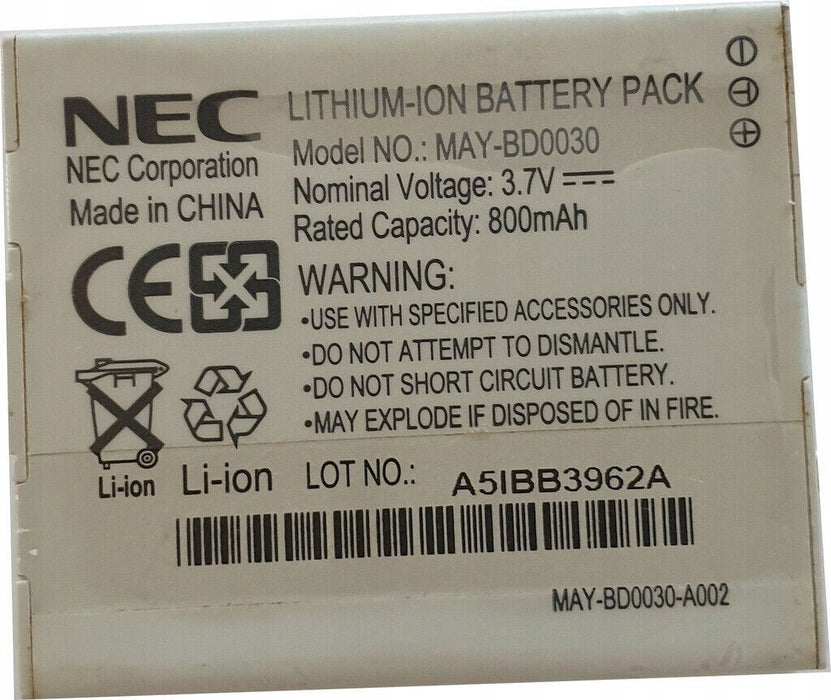 NEC
NEC Corporation
Made in CHINA
LITHIUM-ION BATTERY PACK
Model NO.: MAY-BD0030
Nominal Voltage: 3.7V
Rated Capacity: 800mAh
CE
WARNING:
•USE WITH SPECIFIED ACCESSORIES ONLY.
•DO NOT ATTEMPT TO DISMANTLE.
•DO NOT SHORT CIRCUIT BATTERY.
•MAY EXPLODE IF DISPOSED OF IN FIRE.
Li-ion
Li-ion
LOT NO.: A5IBB3962A
MAY-BD0030-A002